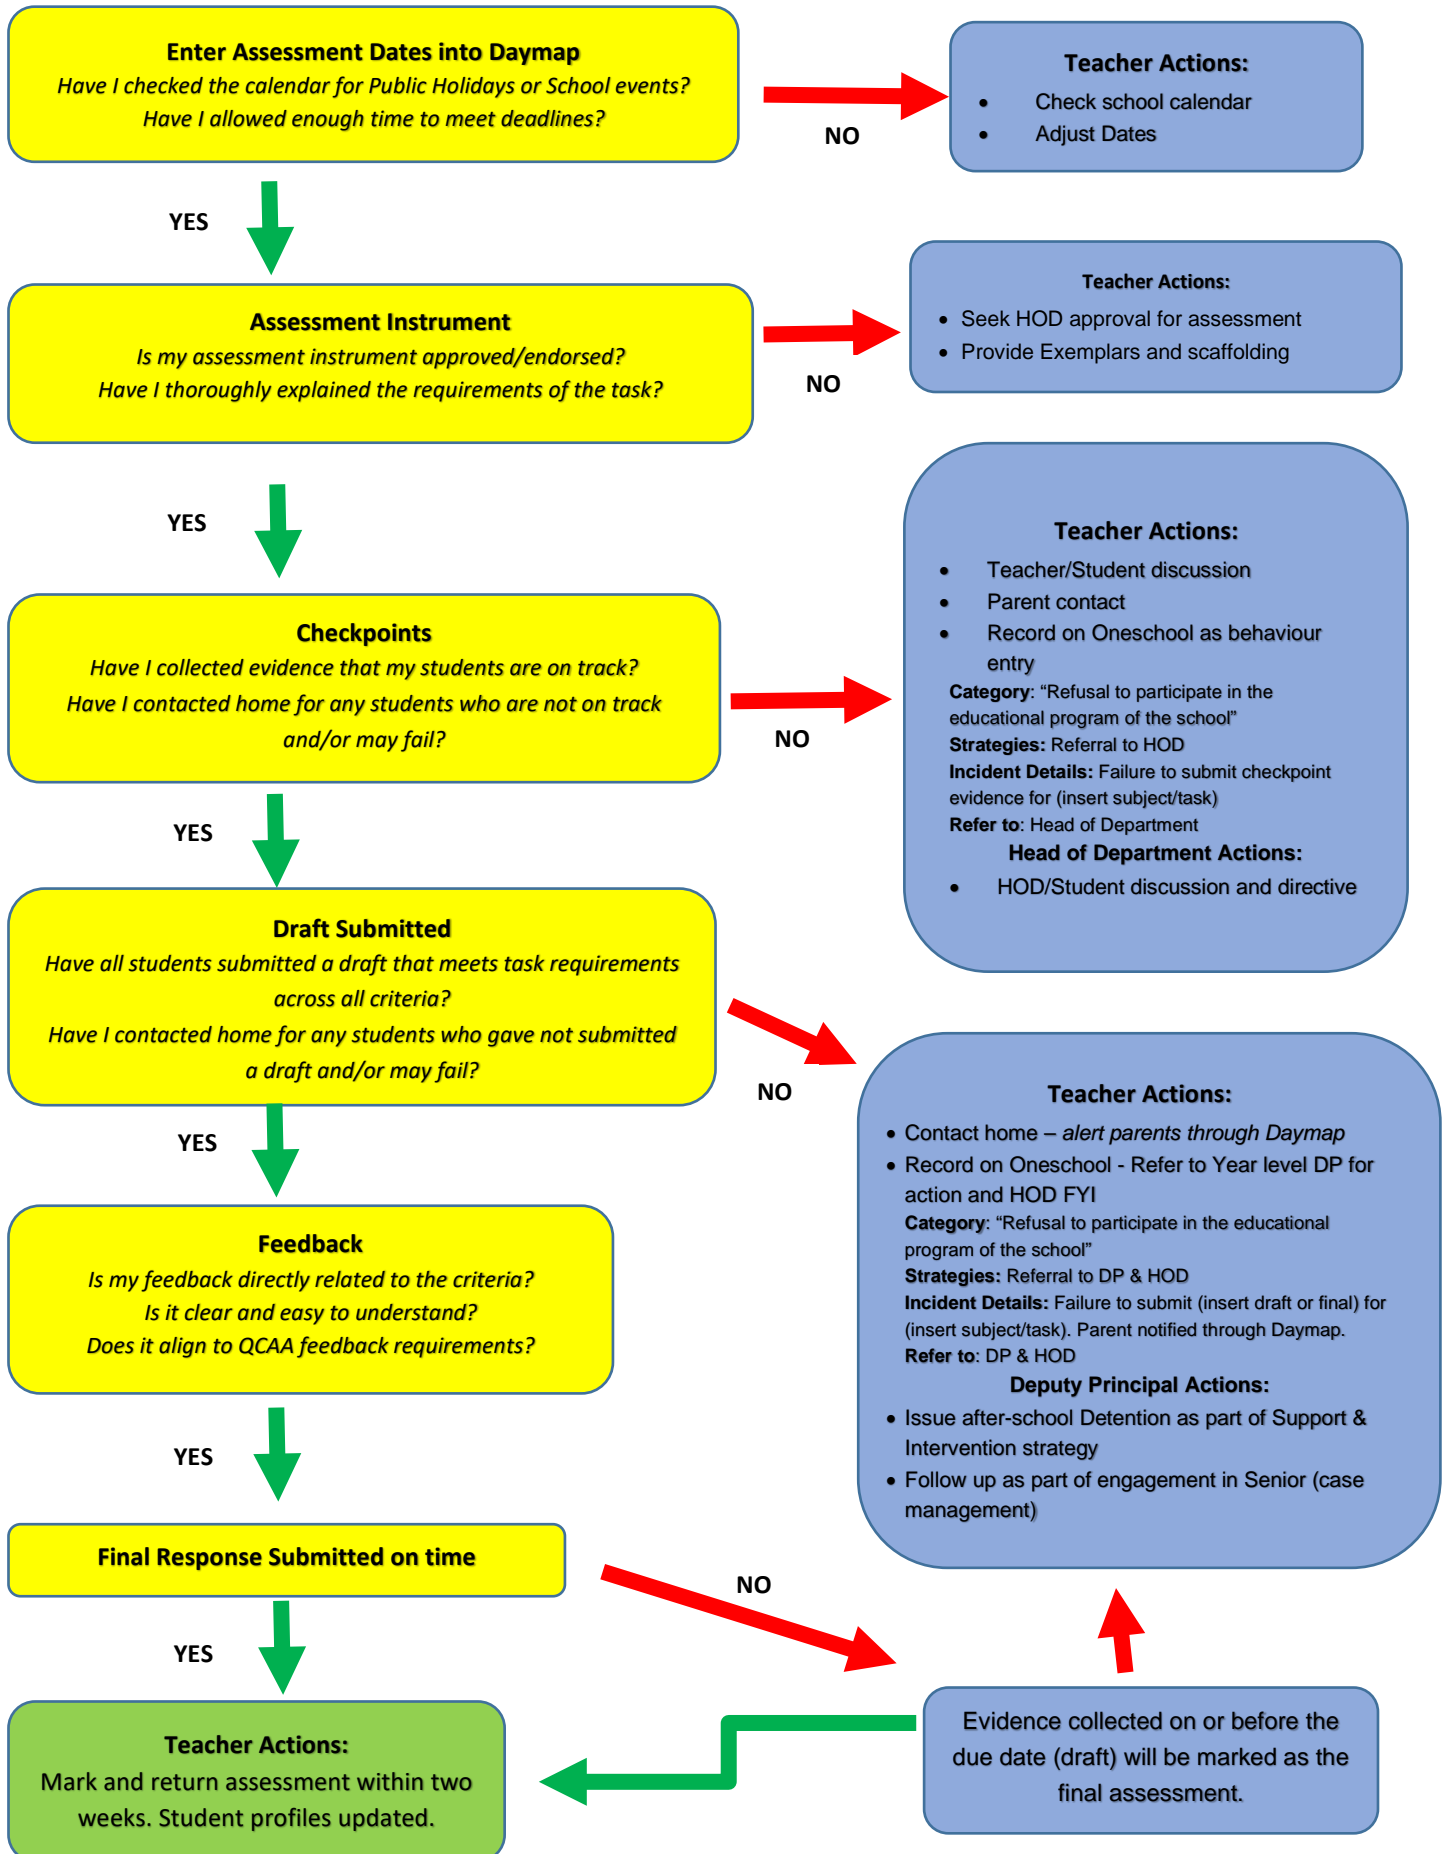 Enter Assessment Dates into Daymap
Have I checked the calendar for Public Holidays or School events?
Have I allowed enough time to meet deadlines?
NO
Teacher Actions:
• Check school calendar
• Adjust Dates
YES
Assessment Instrument
Is my assessment instrument approved/endorsed?
Have I thoroughly explained the requirements of the task?
NO
Teacher Actions:
• Seek HOD approval for assessment
• Provide Exemplars and scaffolding
YES
Checkpoints
Have I collected evidence that my students are on track?
Have I contacted home for any students who are not on track
and/or may fail?
NO
Teacher Actions:
• Teacher/Student discussion
• Parent contact
• Record on Oneschool as behaviour
entry
Category: “Refusal to participate in the
educational program of the school”
Strategies: Referral to HOD
Incident Details: Failure to submit checkpoint
evidence for (insert subject/task)
Refer to: Head of Department
Head of Department Actions:
• HOD/Student discussion and directive
YES
Draft Submitted
Have all students submitted a draft that meets task requirements
across all criteria?
Have I contacted home for any students who gave not submitted
a draft and/or may fail?
NO
Teacher Actions:
• Contact home – alert parents through Daymap
• Record on Oneschool - Refer to Year level DP for
action and HOD FYI
Category: “Refusal to participate in the educational
program of the school”
Strategies: Referral to DP & HOD
Incident Details: Failure to submit (insert draft or final) for
(insert subject/task). Parent notified through Daymap.
Refer to: DP & HOD
Deputy Principal Actions:
• Issue after-school Detention as part of Support &
Intervention strategy
• Follow up as part of engagement in Senior (case
management)
YES
Feedback
Is my feedback directly related to the criteria?
Is it clear and easy to understand?
Does it align to QCAA feedback requirements?
YES
Final Response Submitted on time
NO
YES
Evidence collected on or before the
due date (draft) will be marked as the
final assessment.
Teacher Actions:
Mark and return assessment within two
weeks. Student profiles updated.